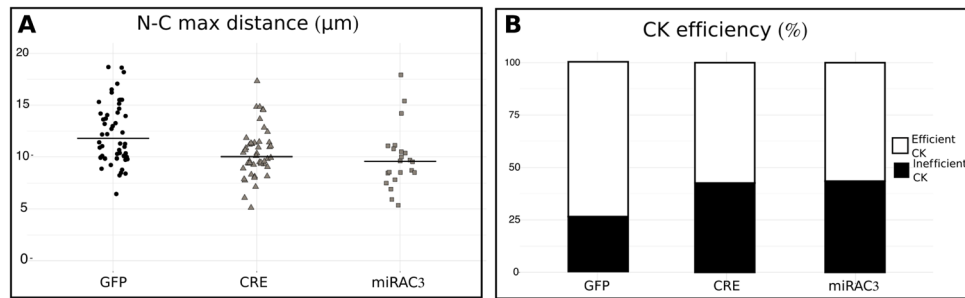 A
N-C max distance (μm)
20
15
10
5
0
GFP
CRE
miRAC3
B
CK efficiency (%)
100
75
50
25
0
GFP
CRE
miRAC3
Efficient
CK
Inefficient
CK